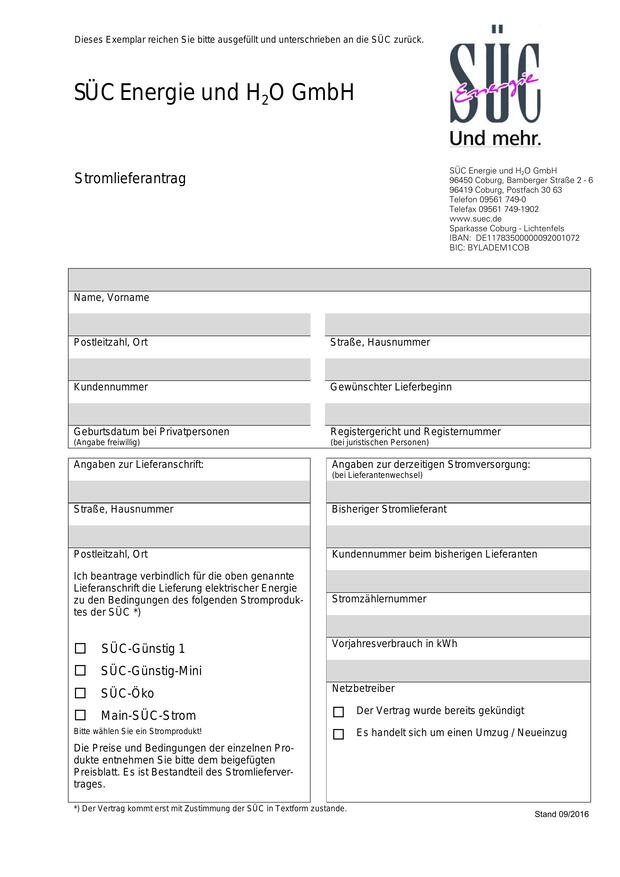 Dieses Exemplar reichen Sie bitte ausgefüllt und unterschrieben an die SÜC zurück.
SÜC
Energie
Und mehr.
SÜC Energie und H2O GmbH
Stromlieferantrag
SÜC Energie und H2O GmbH
96450 Coburg, Bamberger Straße 2 - 6
96419 Coburg, Postfach 30 63
Telefon 09561 749-0
Telefax 09561 749-1902
www.suec.de
Sparkasse Coburg - Lichtenfels
IBAN: DE11783500000092001072
BIC: BYLADEM1COB
Name, Vorname
Postleitzahl, Ort
Straße, Hausnummer
Kundennummer
Gewünschter Lieferbeginn
Geburtsdatum bei Privatpersonen
(Angabe freiwillig)
Registergericht und Registernummer
(bei juristischen Personen)
Angaben zur Lieferanschrift:
Straße, Hausnummer
Postleitzahl, Ort
Ich beantrage verbindlich für die oben genannte
Lieferanschrift die Lieferung elektrischer Energie
zu den Bedingungen des folgenden Stromproduk-
tes der SÜC *)
SÜC-Günstig 1
SÜC-Günstig-Mini
SÜC-Öko
Main-SÜC-Strom
Bitte wählen Sie ein Stromprodukt!
Die Preise und Bedingungen der einzelnen Pro-
dukte entnehmen Sie bitte dem beigefügten
Preisblatt. Es ist Bestandteil des Stromlieferver-
trages.
Angaben zur derzeitigen Stromversorgung:
(bei Lieferantenwechsel)
Bisheriger Stromlieferant
Kundennummer beim bisherigen Lieferanten
Stromzählernummer
Vorjahresverbrauch in kWh
Netzbetreiber
Der Vertrag wurde bereits gekündigt
Es handelt sich um einen Umzug / Neueinzug
*) Der Vertrag kommt erst mit Zustimmung der SÜC in Textform zustande.
Stand 09/2016